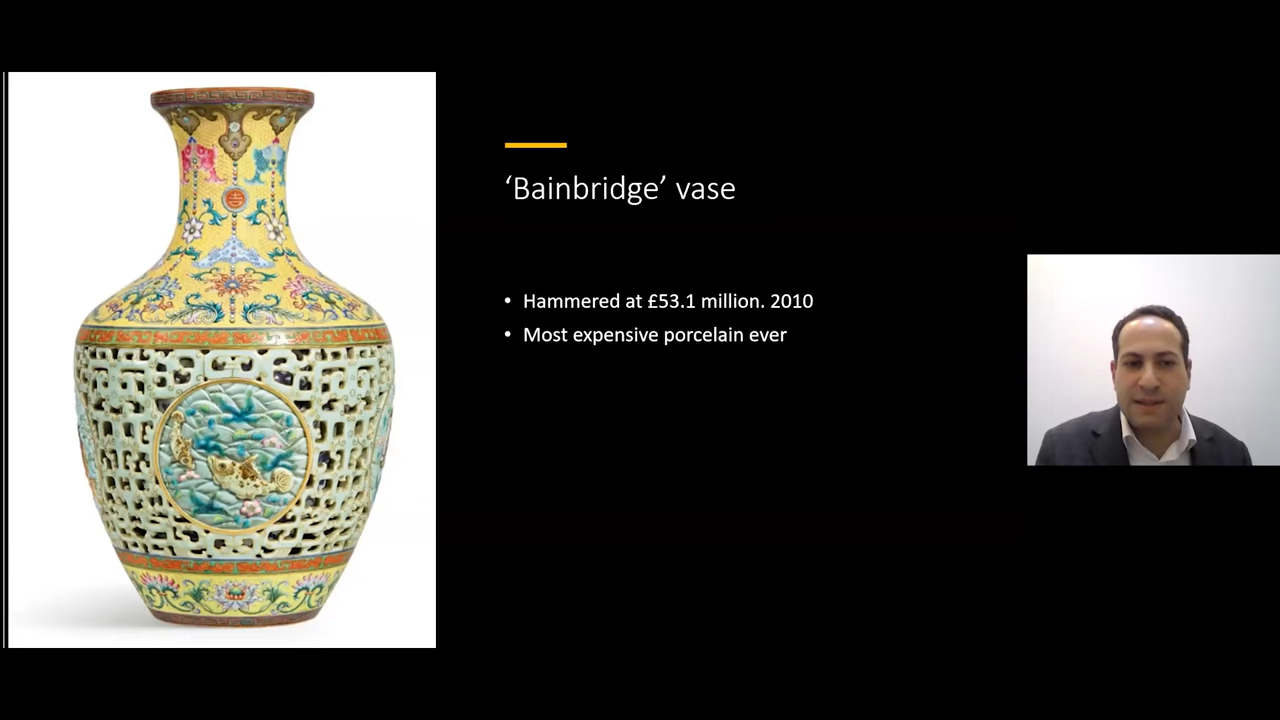 ‘Bainbridge’ vase
• Hammered at £53.1 million. 2010
• Most expensive porcelain ever